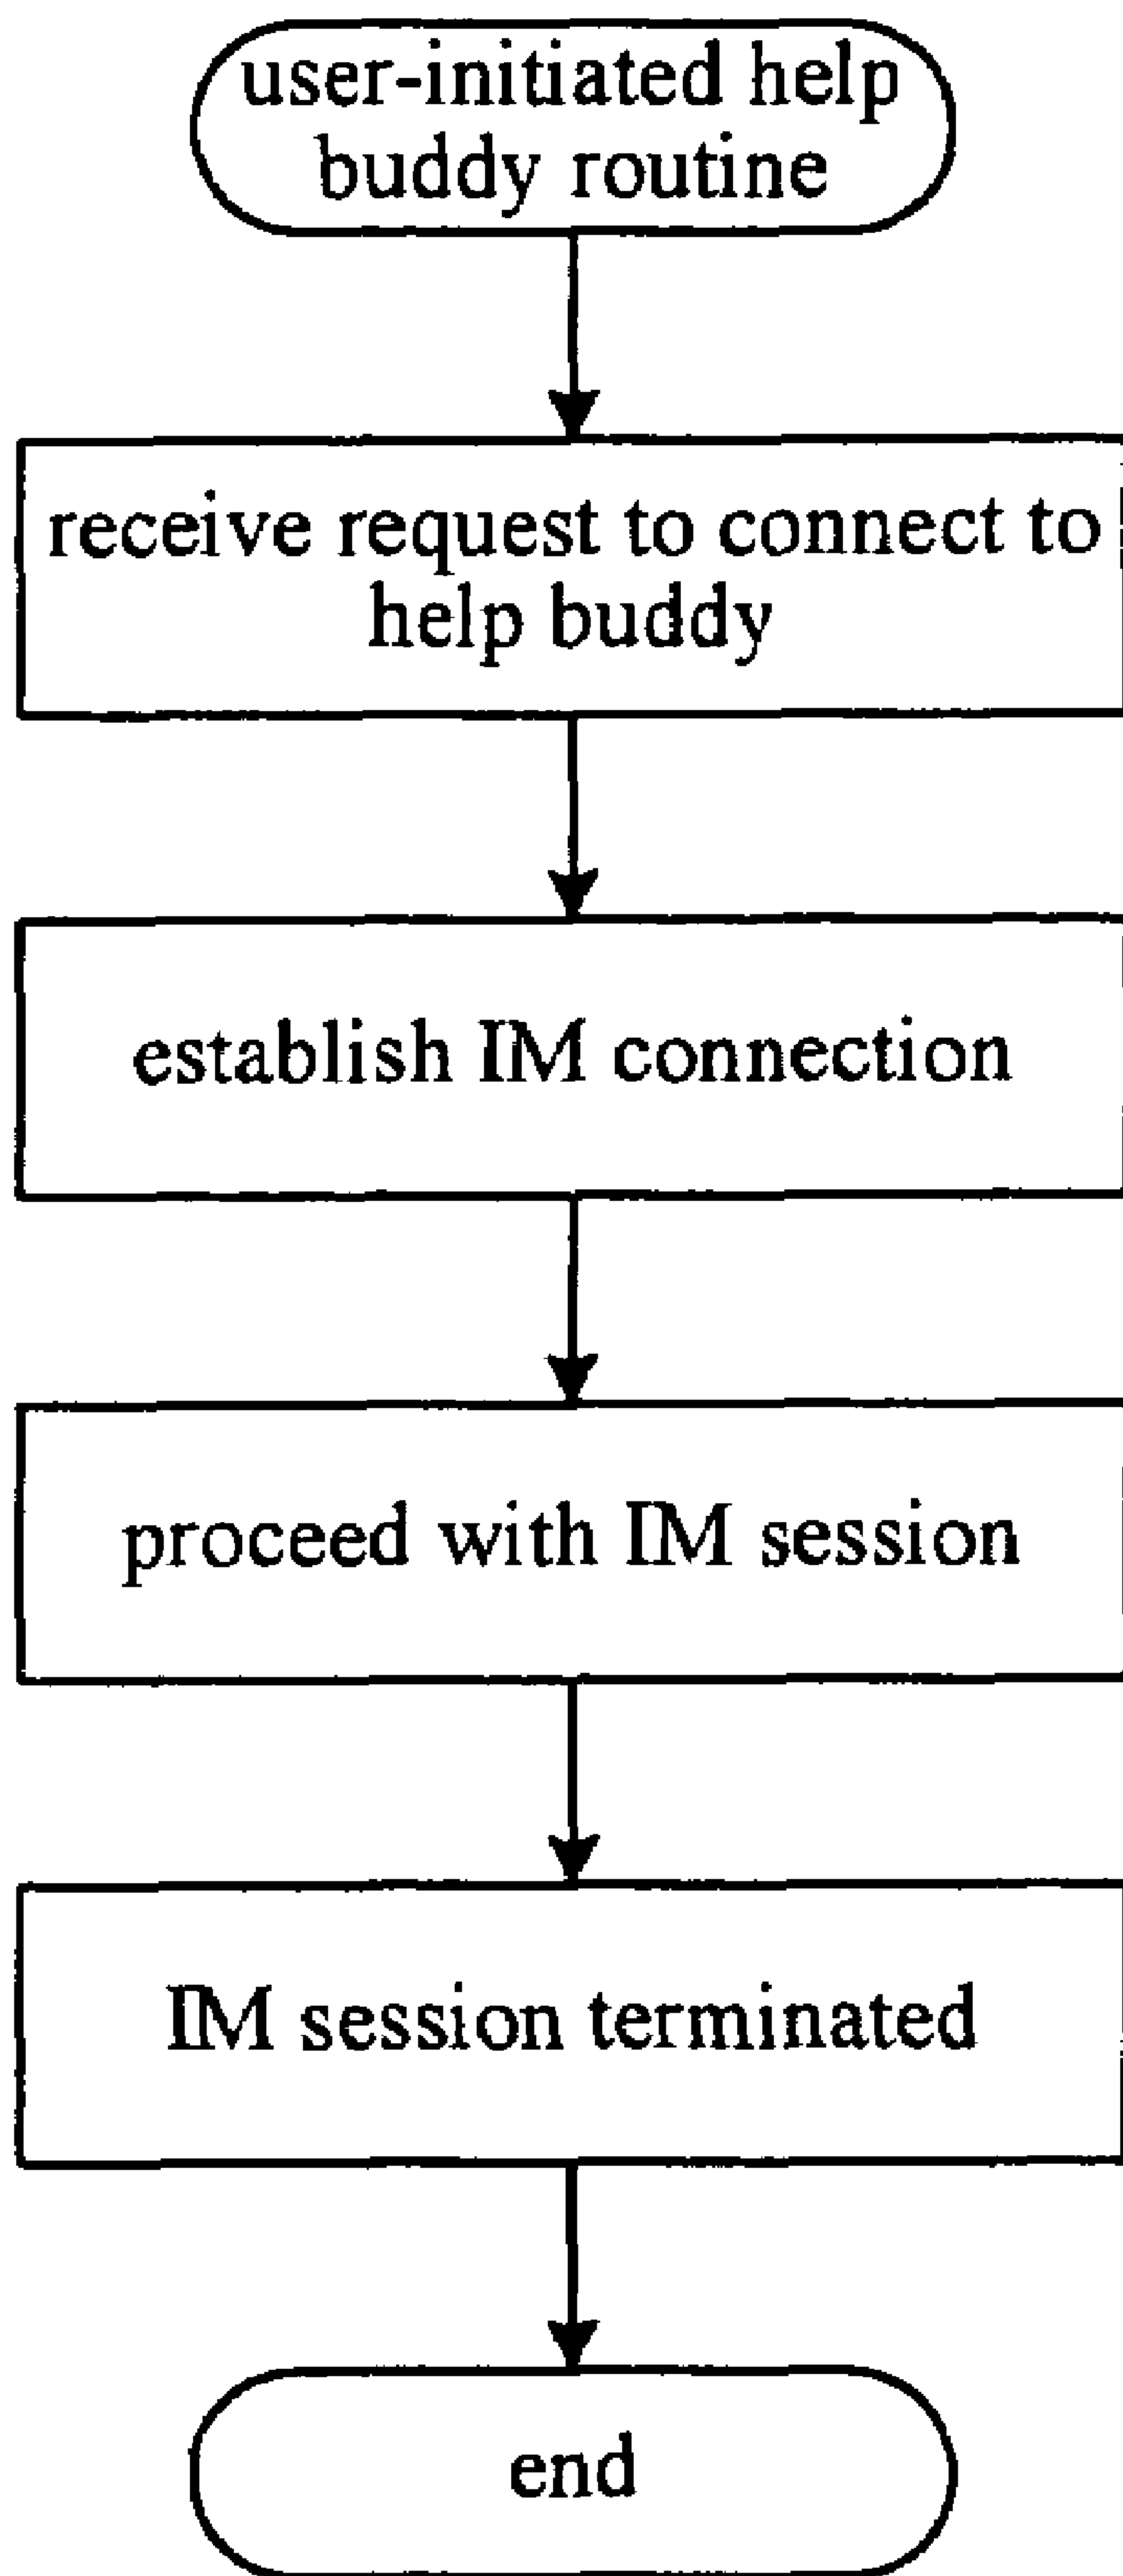 user-initiated help
buddy routine
receive request to connect to
help buddy
establish IM connection
proceed with IM session
IM session terminated
end